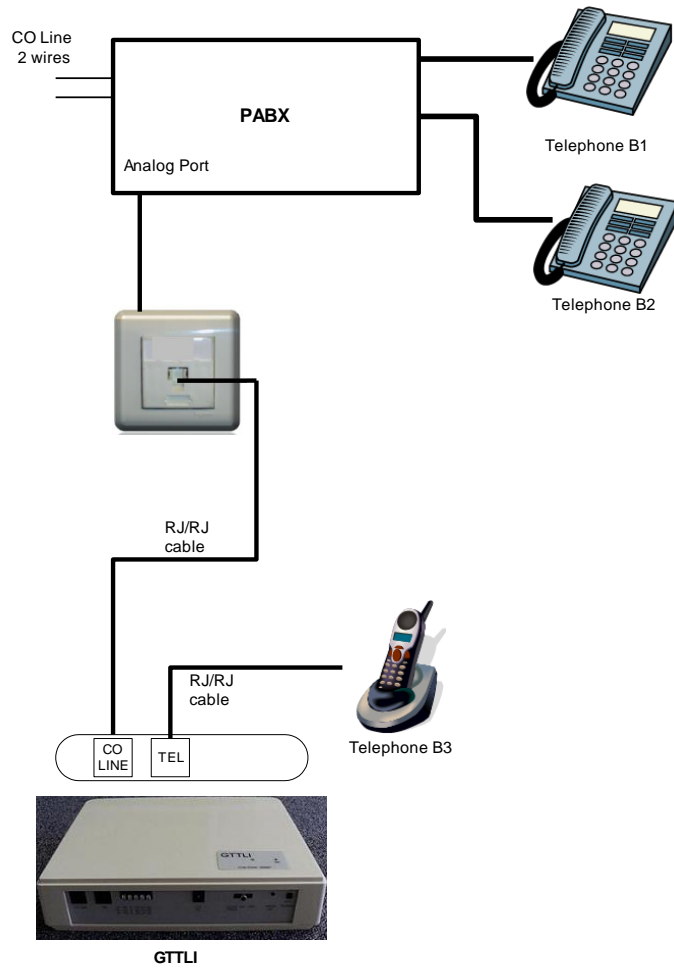 CO Line
2 wires
PABX
Analog Port
Telephone B1
Telephone B2
RJ/RJ
cable
RJ/RJ
cable
Telephone B3
CO
LINE
TEL
GTTLI
GTTLI